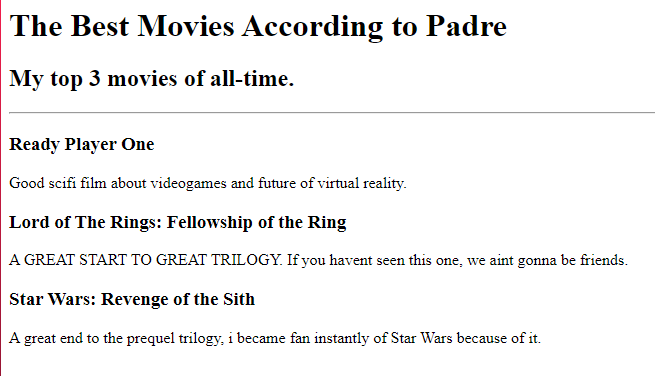 The Best Movies According to Padre
My top 3 movies of all-time.
Ready Player One
Good scifi film about videogames and future of virtual reality.
Lord of The Rings: Fellowship of the Ring
A GREAT START TO GREAT TRILOGY. If you havent seen this one, we aint gonna be friends.
Star Wars: Revenge of the Sith
A great end to the prequel trilogy, i became fan instantly of Star Wars because of it.